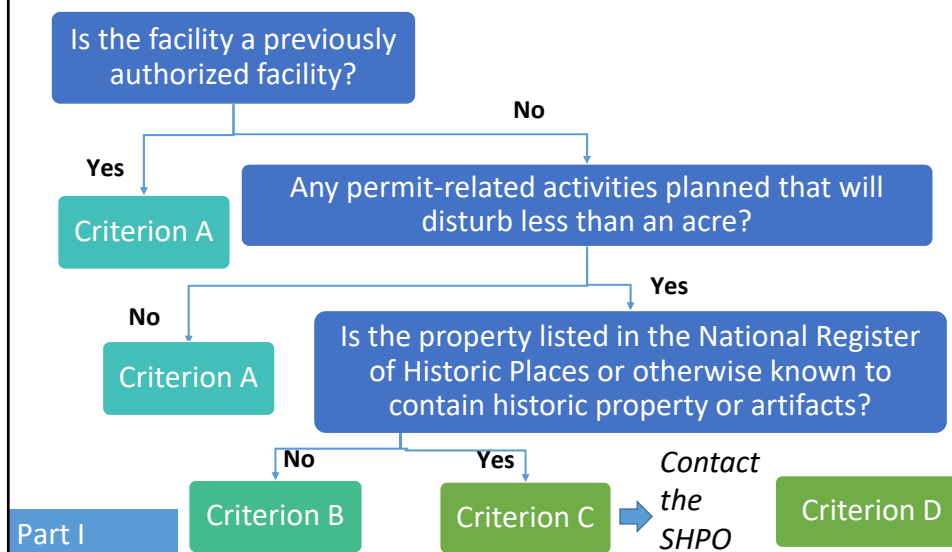 Is the facility a previously
authorized facility?
No
Yes
Any permit-related activities planned that will
disturb less than an acre?
Criterion A
Yes
No
Is the property listed in the National Register
of Historic Places or otherwise known to
contain historic property or artifacts?
Criterion A
No
Yes
Contact
the
SHPO
Criterion B
Criterion C
Criterion D
Part I